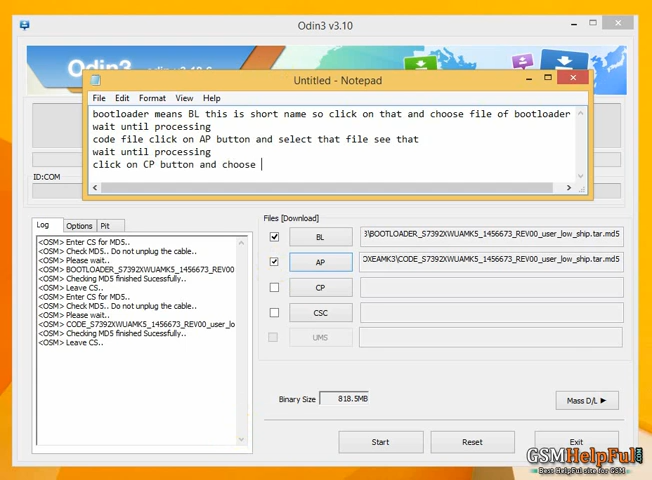 Odin3 v3.10
Odin3
Untitled - Notepad
File Edit Format View Help
bootloader means BL this is short name so click on that and choose file of bootloader
wait until processing
code file click on AP button and select that file see that
wait until processing
click on CP button and choose
ID:COM
Log Options Pit
<OSM> Enter CS for MD5..
<OSM> Check MD5.. Do not unplug the cable..
<OSM> Please wait..
<OSM> BOOTLOADER_S7392XWUAMK5_1456673_REV00
<OSM> Checking MD5 finished Sucessfully..
<OSM> Leave CS..
<OSM> Enter CS for MD5..
<OSM> Check MD5.. Do not unplug the cable..
<OSM> Please wait..
<OSM> CODE_S7392XWUAMK5_1456673_REV00_user_lo
<OSM> Checking MD5 finished Sucessfully..
<OSM> Leave CS..
Files [Download]
BL 3\BOOTLOADER_S7392XWUAMK5_1456673_REV00_user_low_ship.tar.md5
AP OXEAMK3\CODE_S7392XWUAMK5_1456673_REV00_user_low_ship.tar.md5
CP
CSC
UMS
Binary Size 818.5MB
Mass D/L ▶
Start Reset Exit
GSMHelpFul.COM
Best HelpFul site for GSM